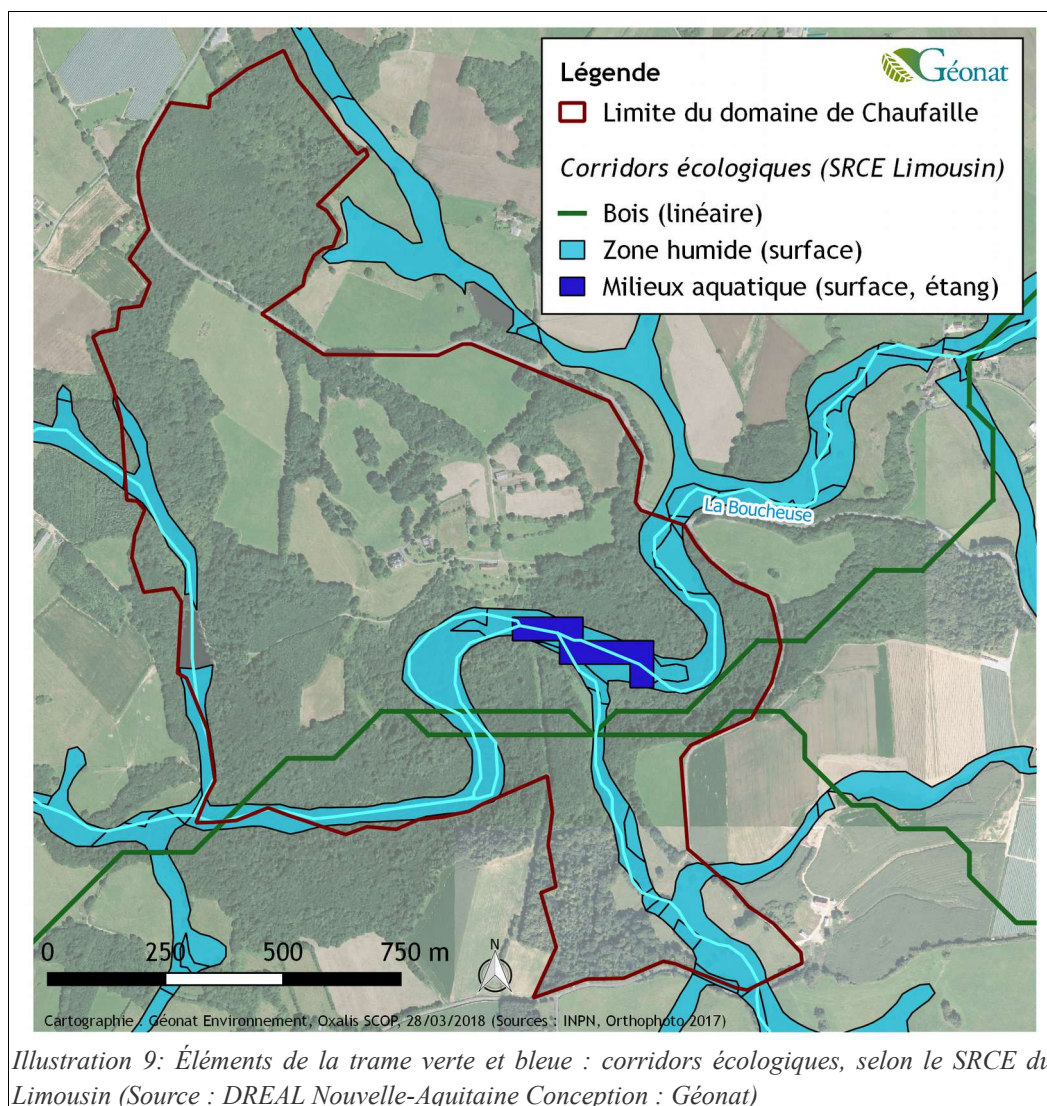 Légende
Géonat
Limite du domaine de Chaufaille
Corridors écologiques (SRCE Limousin)
Bois (linéaire)
Zone humide (surface)
Milieux aquatique (surface, étang)
La Boucheuse
0 250 500 750 m
N
Cartographie : Géonat Environnement, Oxalis SCOP, 28/03/2018 (Sources : INPN, Orthophoto 2017)
Illustration 9: Éléments de la trame verte et bleue : corridors écologiques, selon le SRCE du
Limousin (Source : DREAL Nouvelle-Aquitaine Conception : Géonat)